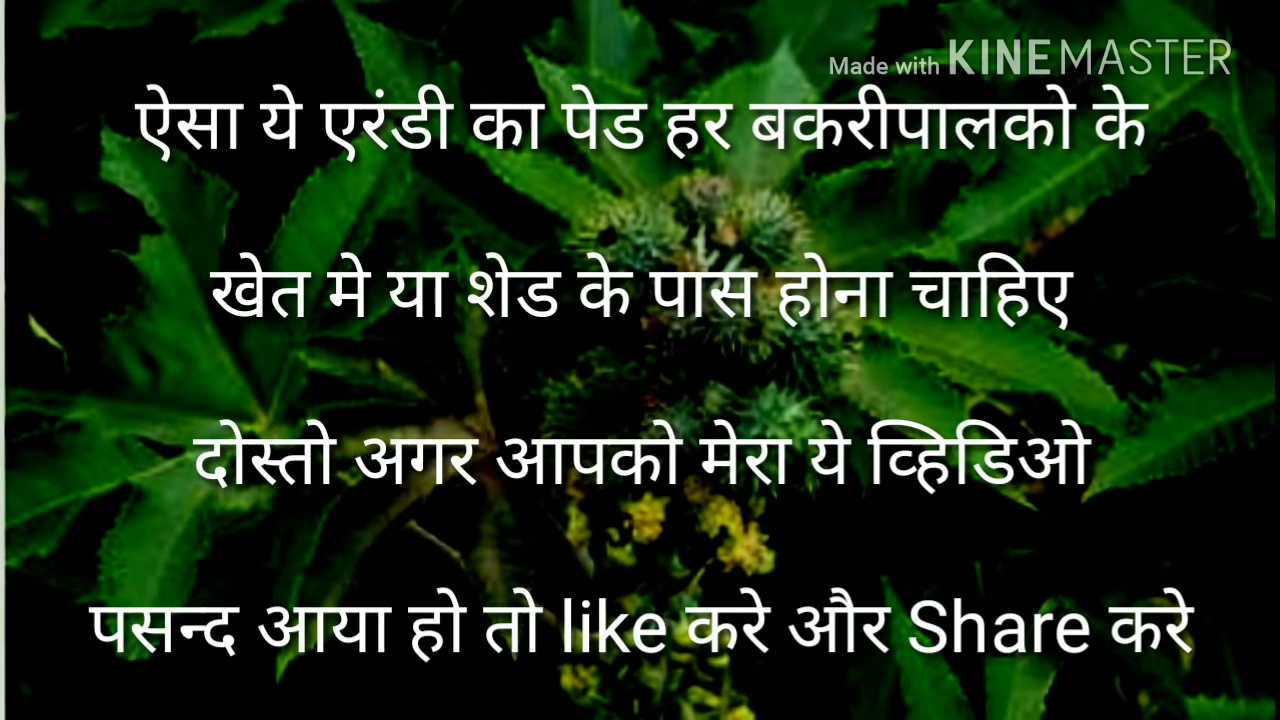 Made with KINEMASTER
ऐसा ये एरंडी का पेड हर बकरीपालको के
खेत मे या शेड के पास होना चाहिए
दोस्तो अगर आपको मेरा ये व्हिडिओ
पसन्द आया हो तो like करे और Share करे